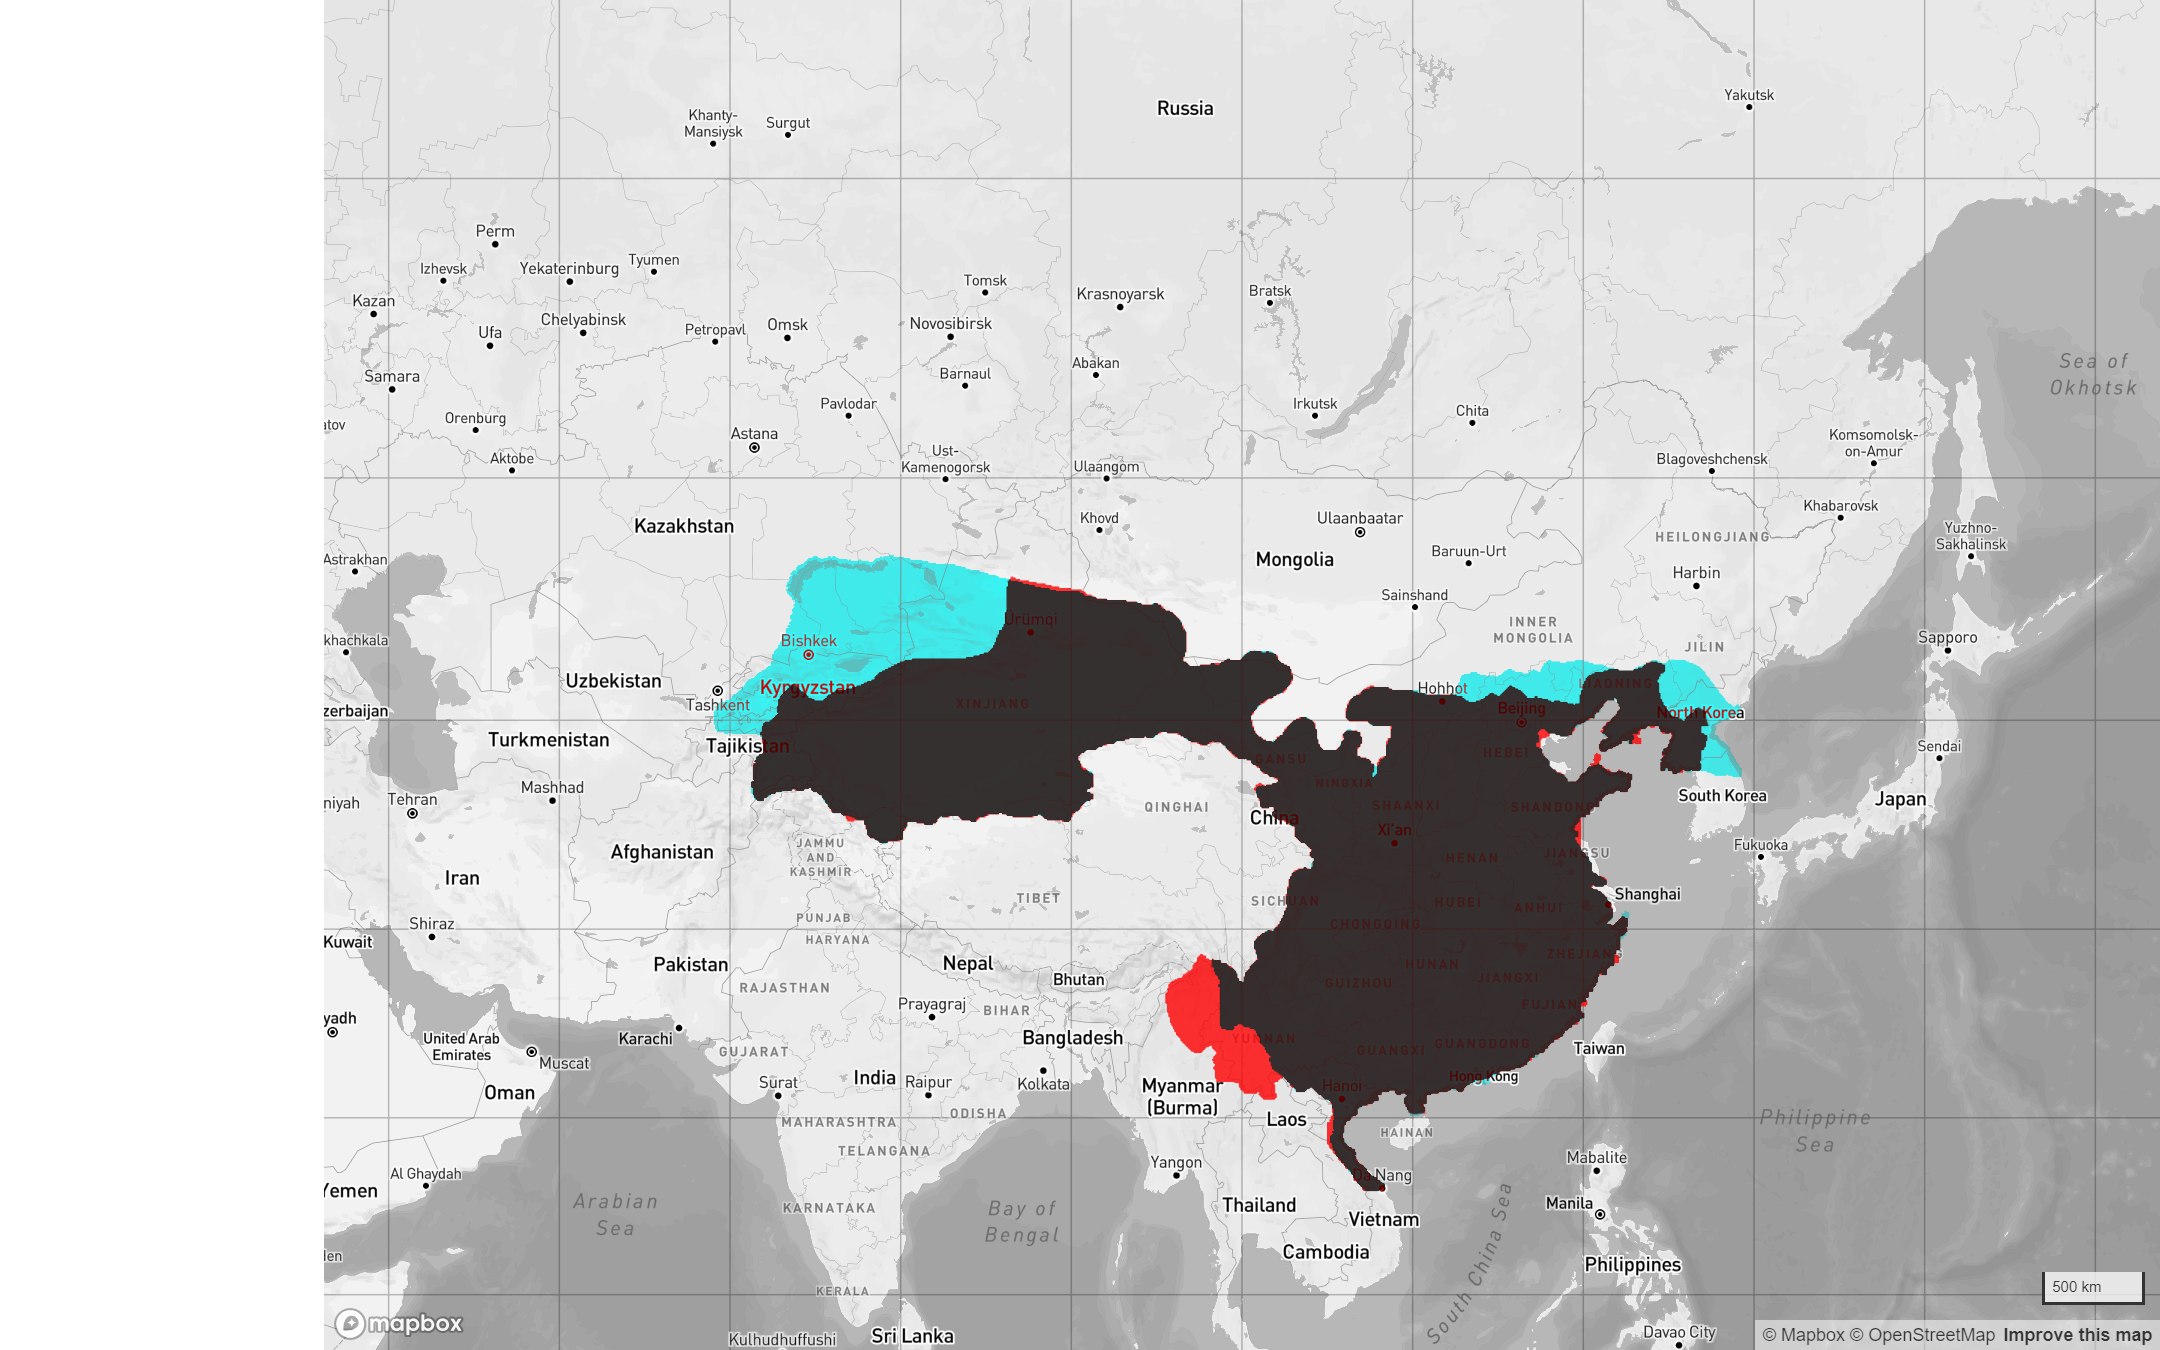 Russia
Yakutsk
Khanty-
Mansiysk
Surgut
Perm
Izhevsk
Yekaterinburg
Tyumen
Kazan
Chelyabinsk
Ufa
Petropavl
Omsk
Tomsk
Novosibirsk
Krasnoyarsk
Bratsk
Samara
Barnaul
Abakan
Sea of
Okhotsk
Orenburg
Pavlodar
Irkutsk
Chita
atov
Astana
Aktobe
Ust-
Kamenogorsk
Ulaangom
Blagoveshchensk
Komsomolsk-
on-Amur
Khabarovsk
Kazakhstan
Khovd
Ulaanbaatar
Mongolia
Baruun-Urt
HEILONGJIANG
Yuzhno-
Sakhalinsk
Astrakhan
Harbin
Sainshand
INNER
MONGOLIA
Ürümqi
khachkala
Bishkek
JILIN
Sapporo
Uzbekistan
Kyrgyzstan
Hohhot
LIAONING
Tashkent
XINJIANG
Beijing
North Korea
zerbaijan
Turkmenistan
Tajikistan
GANSU
HEBEI
Sendai
Mashhad
NINGXIA
niyah
Tehran
QINGHAI
SHAANXI
SHANDONG
South Korea
Japan
China
Xi'an
Afghanistan
JAMMU
AND
KASHMIR
HENAN
JIANGSU
Fukuoka
Iran
TIBET
SICHUAN
HUBEI
ANHUI
Shanghai
Shiraz
PUNJAB
CHONGQING
Kuwait
HARYANA
Pakistan
Nepal
HUNAN
ZHEJIANG
Bhutan
GUIZHOU
JIANGXI
RAJASTHAN
Prayagraj
BIHAR
FUJIAN
yadh
Karachi
United Arab
Emirates
Bangladesh
YUNNAN
GUANGXI
GUANGDONG
Taiwan
Muscat
GUJARAT
Oman
Surat
India
Raipur
Kolkata
Myanmar
(Burma)
Hanoi
Hong Kong
ODISHA
Laos
MAHARASHTRA
HAINAN
Philippine
Sea
TELANGANA
Yangon
Mabalite
Al Ghaydah
Da Nang
Yemen
Arabian
Sea
KARNATAKA
Bay of
Bengal
Thailand
Vietnam
Manila
Cambodia
South China Sea
Philippines
den
KERALA
500 km
mapbox
Kulhudhuffushi
Sri Lanka
Davao City
© Mapbox © OpenStreetMap Improve this map